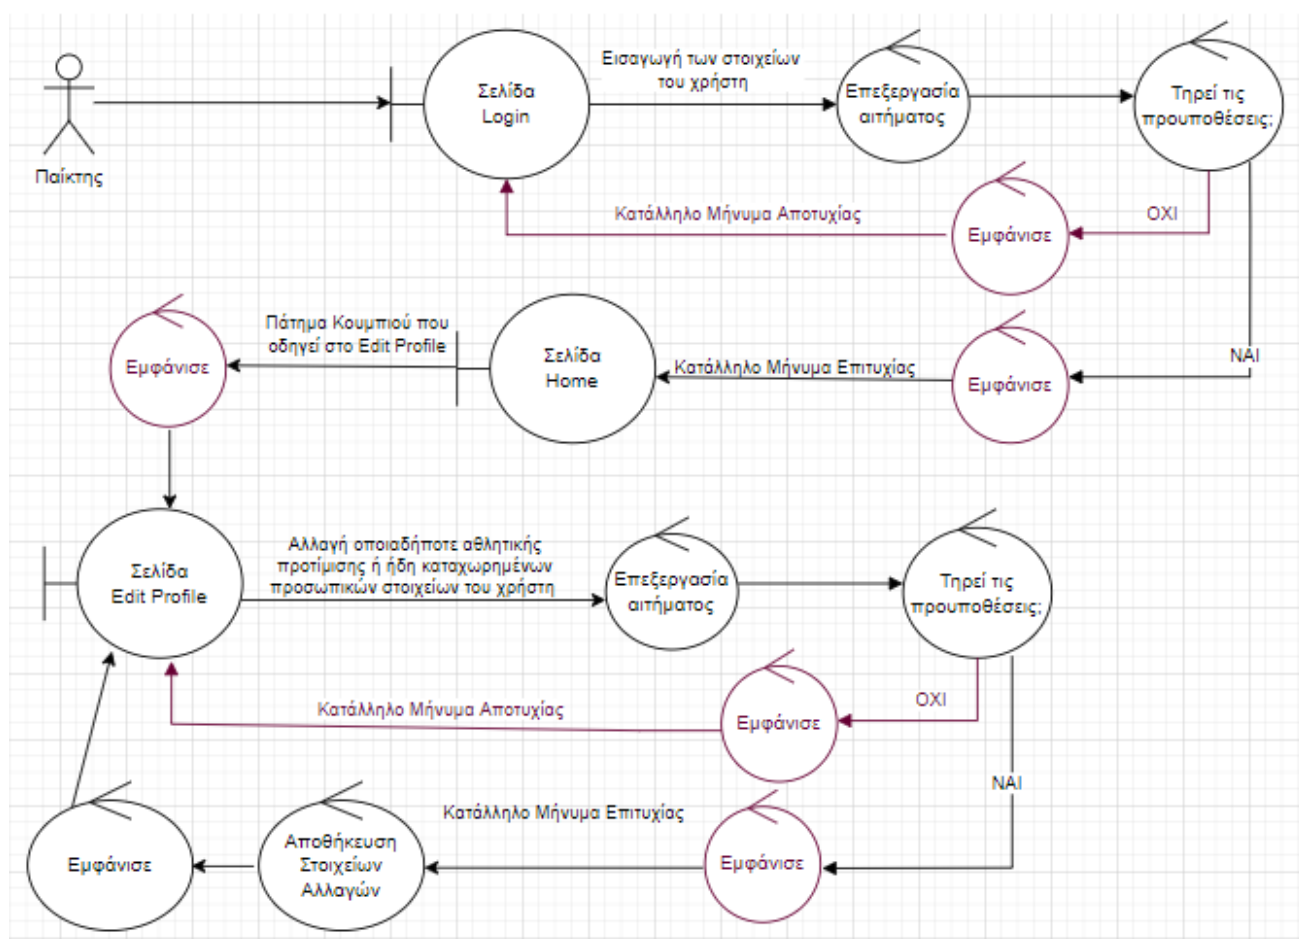 Παίκτης
Σελίδα
Login
Εισαγωγή των στοιχείων
του χρήστη
Επεξεργασία
αιτήματος
Τηρεί τις
προυποθέσεις;
ΟΧΙ
Εμφάνισε
Κατάλληλο Μήνυμα Αποτυχίας
ΝΑΙ
Εμφάνισε
Κατάλληλο Μήνυμα Επιτυχίας
Σελίδα
Home
Πάτημα Κουμπιού που
οδηγεί στο Edit Profile
Εμφάνισε
Σελίδα
Edit Profile
Αλλαγή οποιαδήποτε αθλητικής
προτίμισης ή ήδη καταχωρημένων
προσωπικών στοιχείων του χρήστη
Επεξεργασία
αιτήματος
Τηρεί τις
προυποθέσεις;
ΟΧΙ
Εμφάνισε
Κατάλληλο Μήνυμα Αποτυχίας
ΝΑΙ
Εμφάνισε
Κατάλληλο Μήνυμα Επιτυχίας
Αποθήκευση
Στοιχείων
Αλλαγών
Εμφάνισε